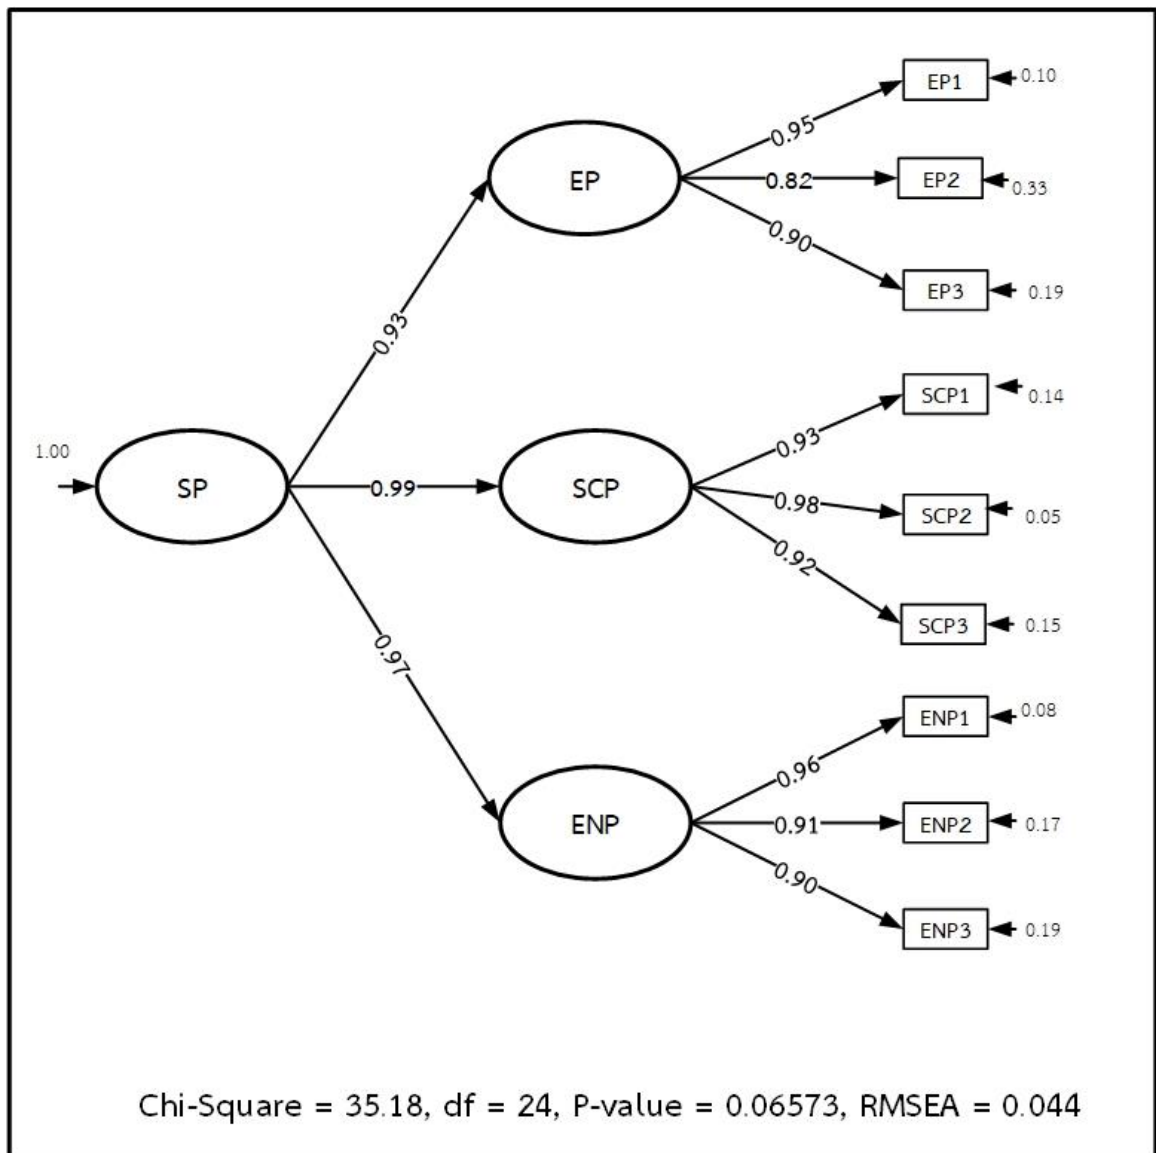 EP1
0.10
0.95
EP
0.82
EP2
0.33
0.90
EP3
0.19
0.93
SCP1
0.14
0.93
1.00
SP
0.99
SCP
0.98
SCP2
0.05
0.92
SCP3
0.15
0.97
ENP1
0.08
0.96
ENP
0.91
ENP2
0.17
0.90
ENP3
0.19
Chi-Square = 35.18, df = 24, P-value = 0.06573, RMSEA = 0.044